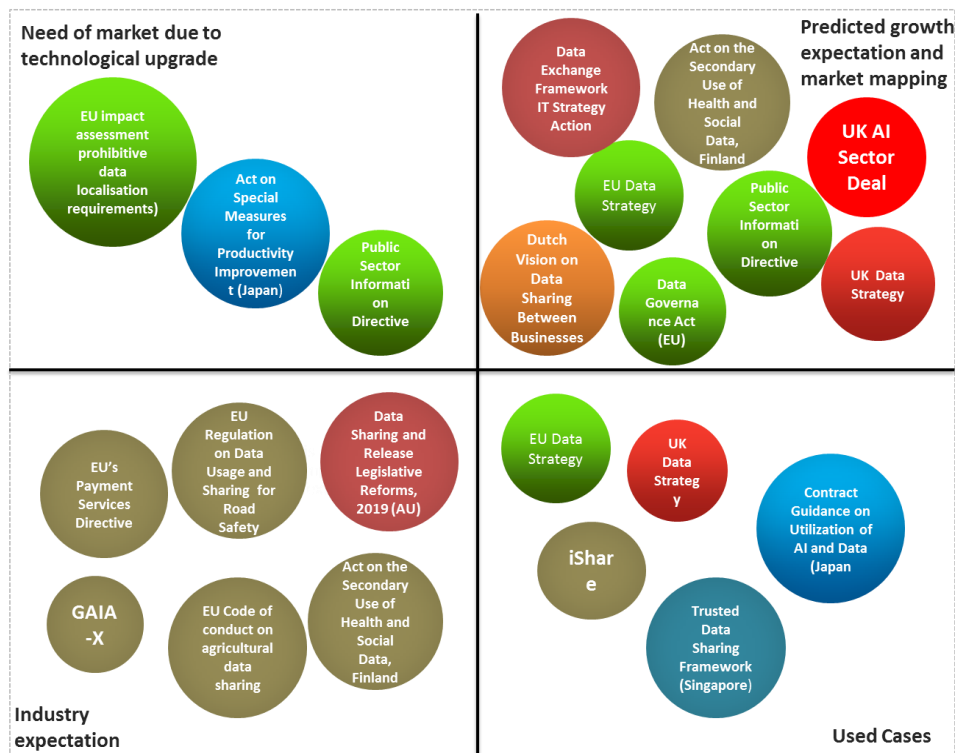 Need of market due to
technological upgrade
EU impact
assessment
prohibitive
data
localisation
requirements)
Act on
Special
Measures
for
Productivity
Improvemen
t (Japan)
Public
Sector
Informati
on
Directive
Predicted growth
expectation and
market mapping
Data
Exchange
Framework
IT Strategy
Action
Act on the
Secondary
Use of
Health and
Social
Data,
Finland
UK AI
Sector
Deal
EU Data
Strategy
Public
Sector
Informati
on
Directive
Dutch
Vision on
Data
Sharing
Between
Businesses
Data
Governa
nce Act
(EU)
UK Data
Strategy
EU's
Payment
Services
Directive
EU
Regulation
on Data
Usage and
Sharing for
Road
Safety
Data
Sharing and
Release
Legislative
Reforms,
2019 (AU)
GAIA
-X
EU Code of
conduct on
agricultural
data
sharing
Act on the
Secondary
Use of
Health and
Social
Data,
Finland
Industry
expectation
EU Data
Strategy
UK
Data
Strateg
y
Contract
Guidance on
Utilization of
AI and Data
(Japan
iShar
e
Trusted
Data
Sharing
Framework
(Singapore)
Used Cases